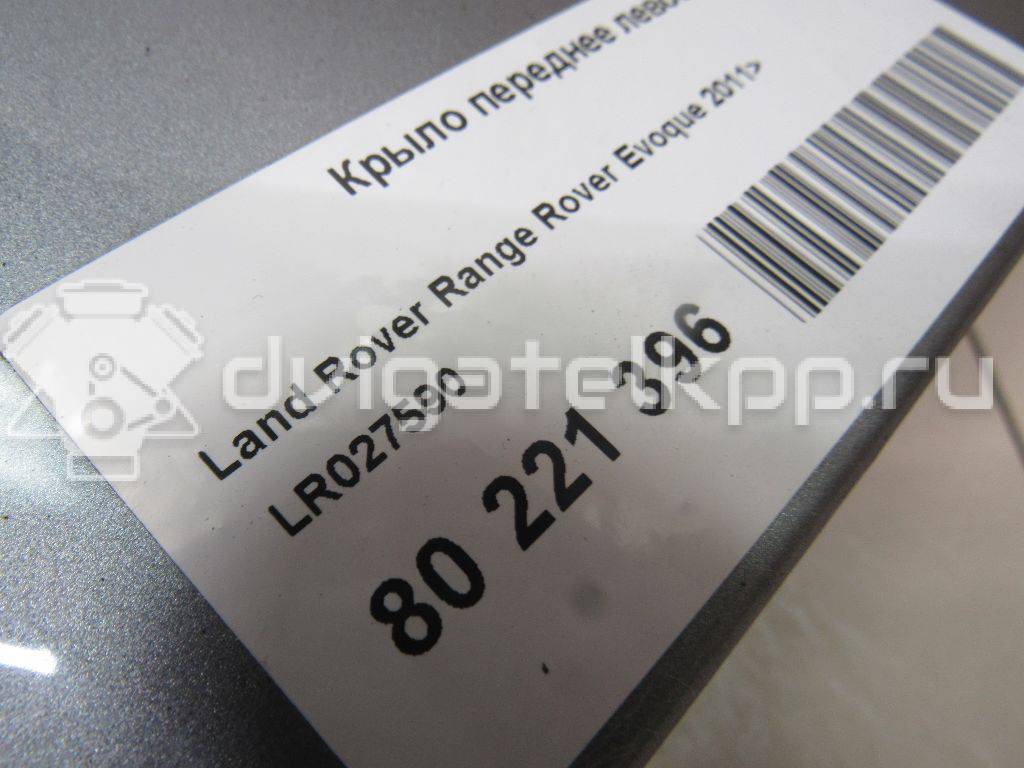 Крыло переднее
Land Rover Range Rover Evoque 2011>
LR027590
80 221 396
dvigatelkpp.ru